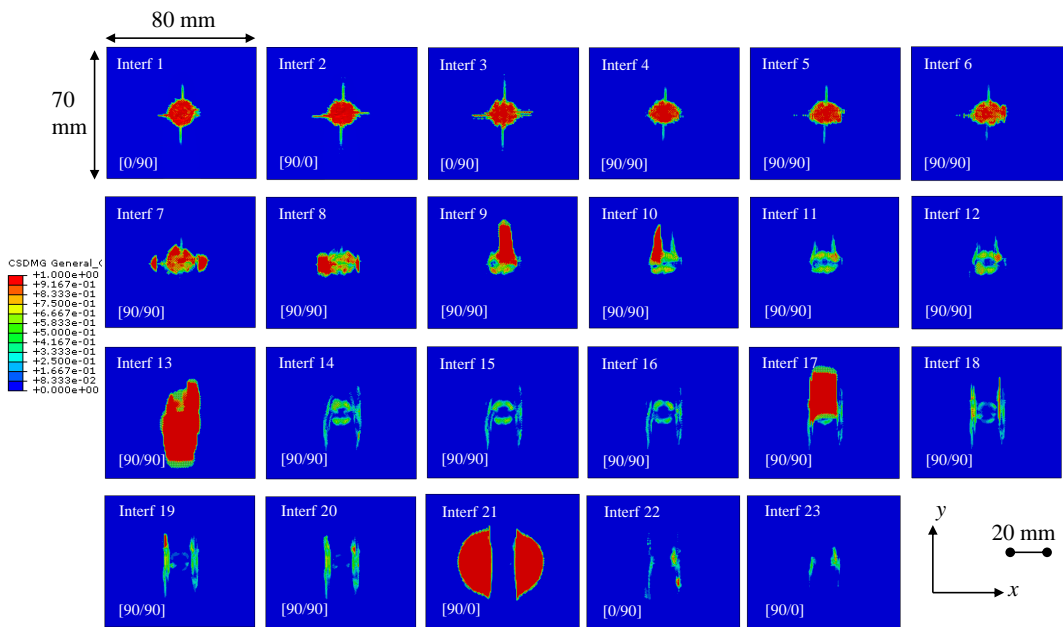 80 mm
70
mm
Interf 1
[0/90]
Interf 2
[90/0]
Interf 3
[0/90]
Interf 4
[90/90]
Interf 5
[90/90]
Interf 6
[90/90]
Interf 7
[90/90]
Interf 8
[90/90]
Interf 9
[90/90]
Interf 10
[90/90]
Interf 11
[90/90]
Interf 12
[90/90]
CSDMG General_C
+1.000e+00
+9.167e-01
+8.333e-01
+7.500e-01
+6.667e-01
+5.833e-01
+5.000e-01
+4.167e-01
+3.333e-01
+2.500e-01
+1.667e-01
+8.333e-02
+0.000e+00
Interf 13
[90/90]
Interf 14
[90/90]
Interf 15
[90/90]
Interf 16
[90/90]
Interf 17
[90/90]
Interf 18
[90/90]
Interf 19
[90/90]
Interf 20
[90/90]
Interf 21
[90/0]
Interf 22
[0/90]
Interf 23
[90/0]
y
x
20 mm